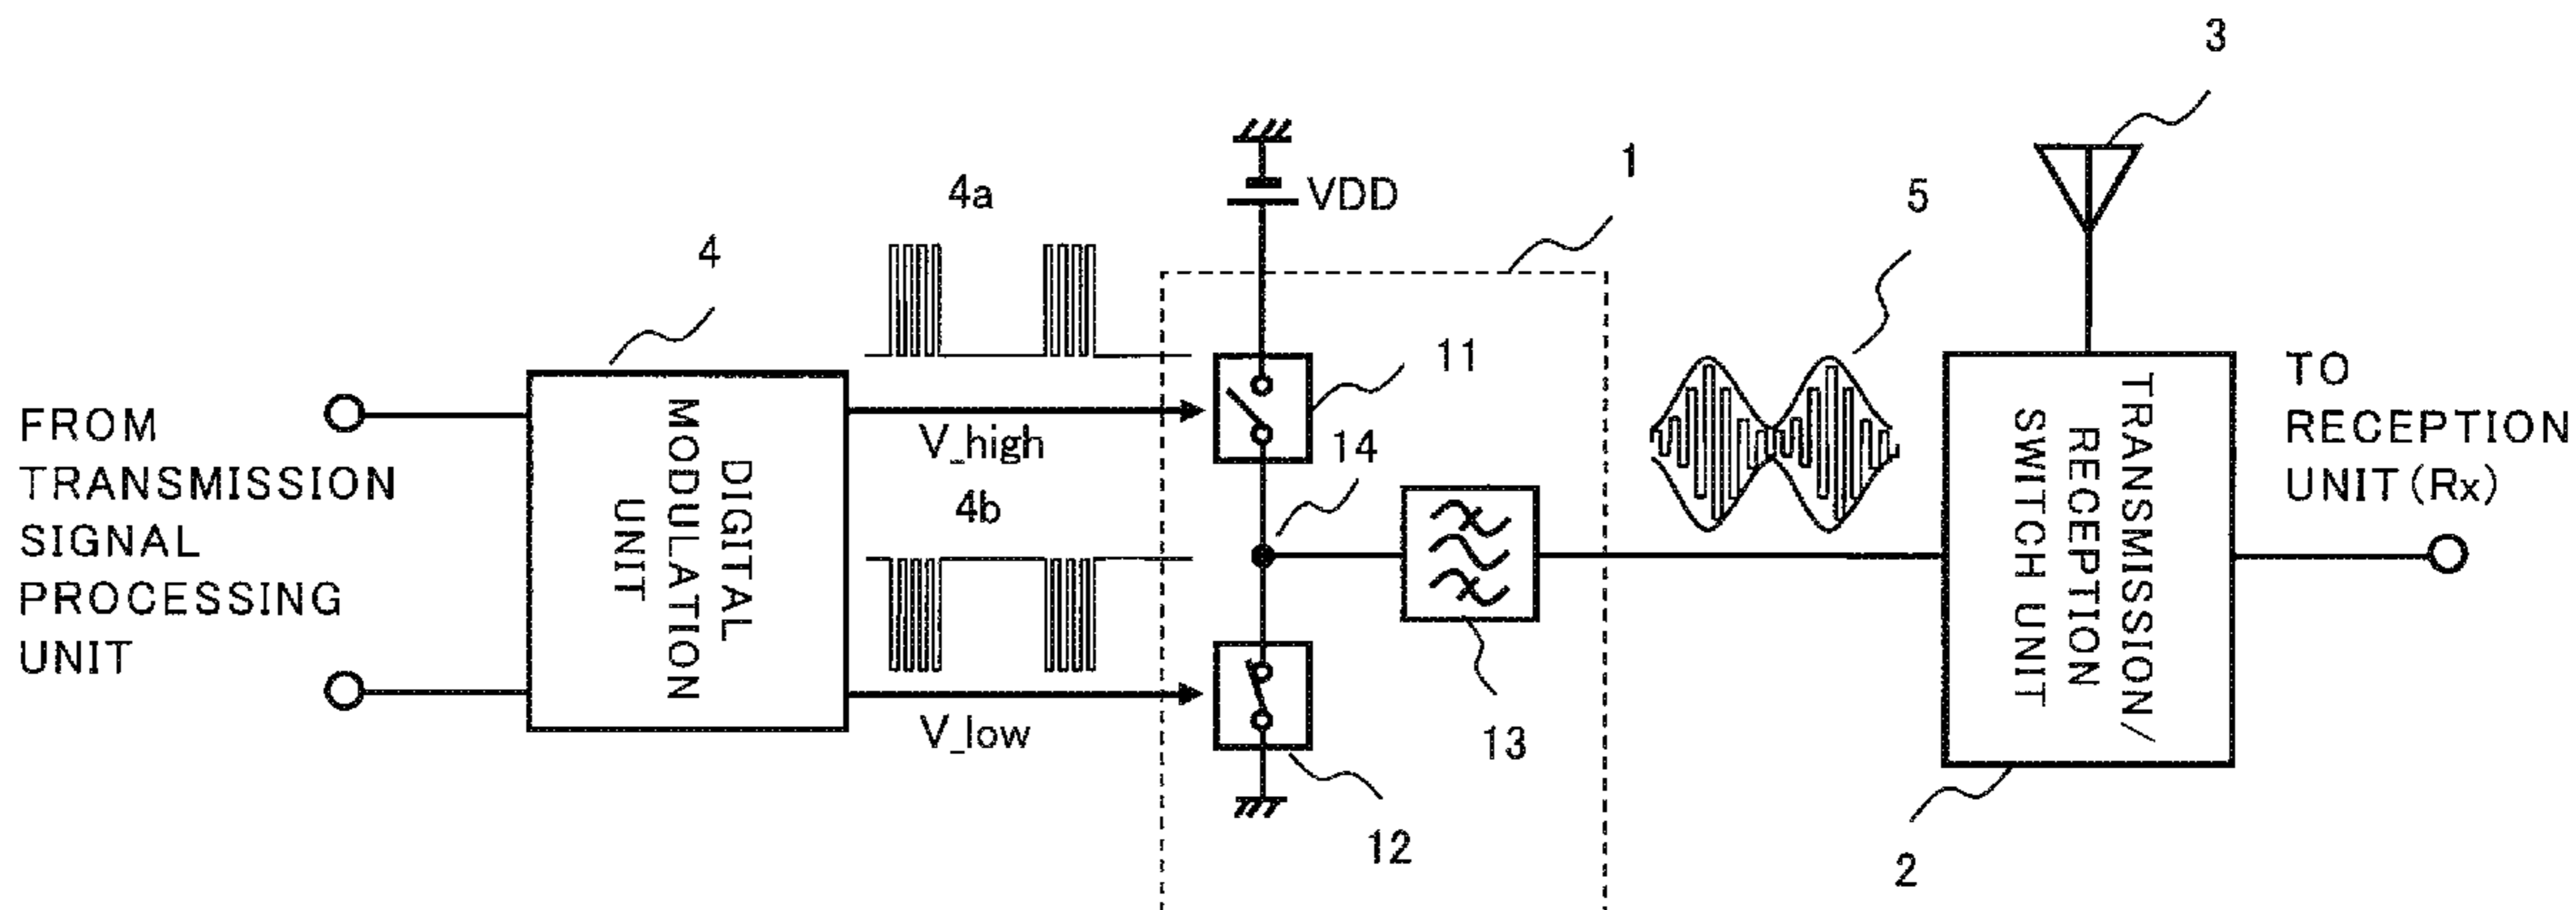 3
1
VDD
4a
5
4
11
TO
RECEPTION
UNIT(Rx)
FROM
TRANSMISSION
SIGNAL
PROCESSING
UNIT
DIGITAL
MODULATION
UNIT
V_high
14
4b
TRANSMISSION/
RECEPTION
SWITCH UNIT
V_low
13
12
2